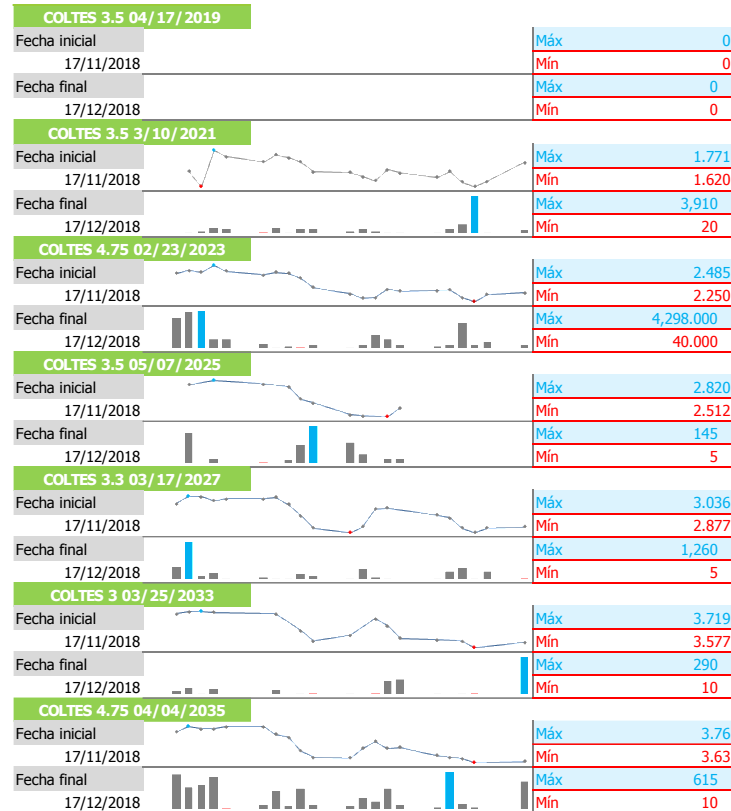 COLTES 3.5 04/17/2019
Fecha inicial Máx 0
17/11/2018 Mín 0
Fecha final Máx 0
17/12/2018 Mín 0
COLTES 3.5 3/10/2021
Fecha inicial Máx 1.771
17/11/2018 Mín 1.620
Fecha final Máx 3,910
17/12/2018 Mín 20
COLTES 4.75 02/23/2023
Fecha inicial Máx 2.485
17/11/2018 Mín 2.250
Fecha final Máx 4,298.000
17/12/2018 Mín 40.000
COLTES 3.5 05/07/2025
Fecha inicial Máx 2.820
17/11/2018 Mín 2.512
Fecha final Máx 145
17/12/2018 Mín 5
COLTES 3.3 03/17/2027
Fecha inicial Máx 3.036
17/11/2018 Mín 2.877
Fecha final Máx 1,260
17/12/2018 Mín 5
COLTES 3 03/25/2033
Fecha inicial Máx 3.719
17/11/2018 Mín 3.577
Fecha final Máx 290
17/12/2018 Mín 10
COLTES 4.75 04/04/2035
Fecha inicial Máx 3.76
17/11/2018 Mín 3.63
Fecha final Máx 615
17/12/2018 Mín 10